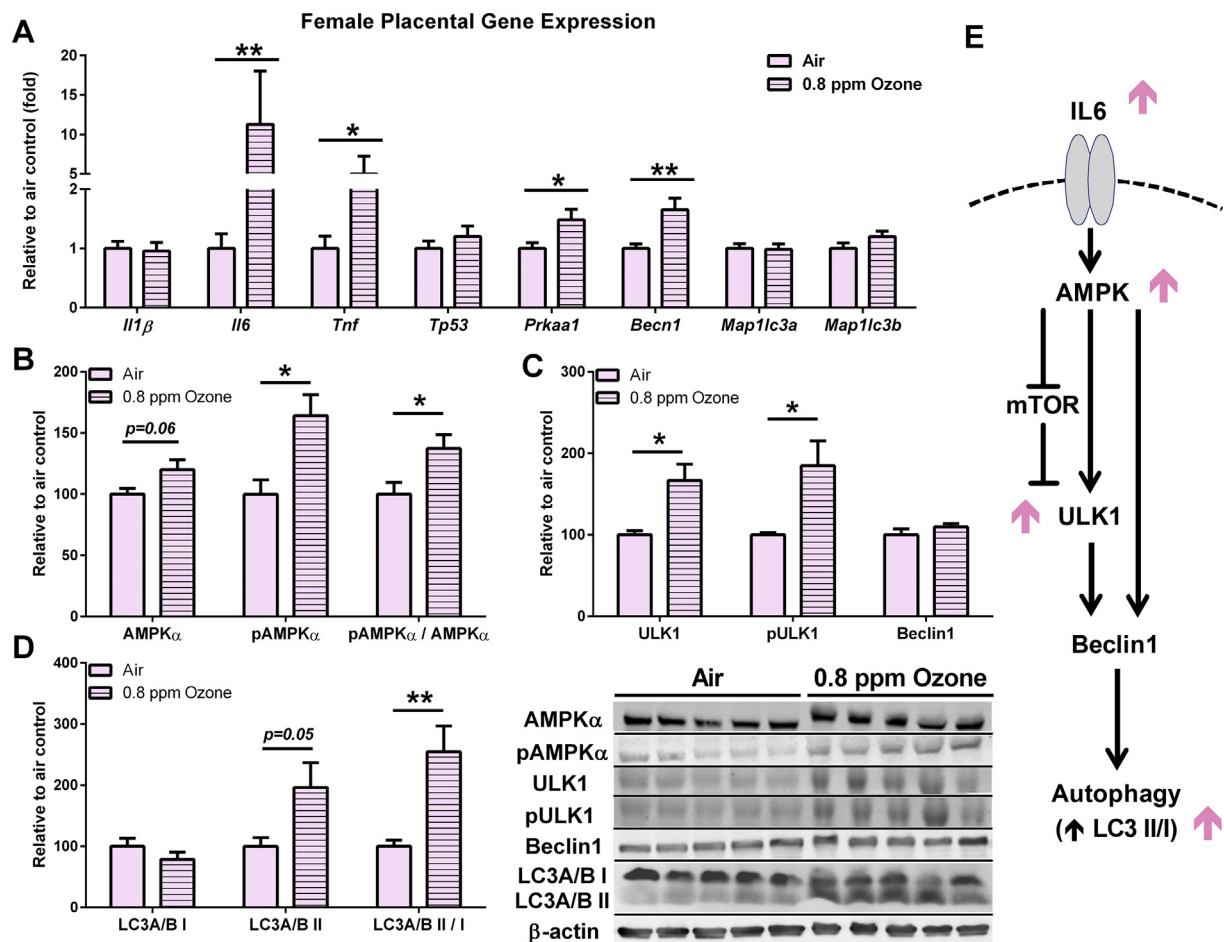 Female Placental Gene Expression
A
Relative to air control (fold)
20
15
10
5
2
1
0
** * * **
Air
0.8 ppm Ozone
Il1β Il6 Tnf Tp53 Prkaa1 Becn1 Map1lc3a Map1lc3b
B
Relative to air control
200
150
100
50
0
Air
0.8 ppm Ozone
p=0.06 * *
AMPKα pAMPKα pAMPKα / AMPKα
C
Relative to air control
300
200
100
0
Air
0.8 ppm Ozone
* *
ULK1 pULK1 Beclin1
D
Relative to air control
400
300
200
100
0
Air
0.8 ppm Ozone
p=0.05 **
LC3A/B I LC3A/B II LC3A/B II / I
Air 0.8 ppm Ozone
AMPKα
pAMPKα
ULK1
pULK1
Beclin1
LC3A/B I
LC3A/B II
β-actin
E
IL6
AMPK
mTOR
ULK1
Beclin1
Autophagy
(↑ LC3 II/I)